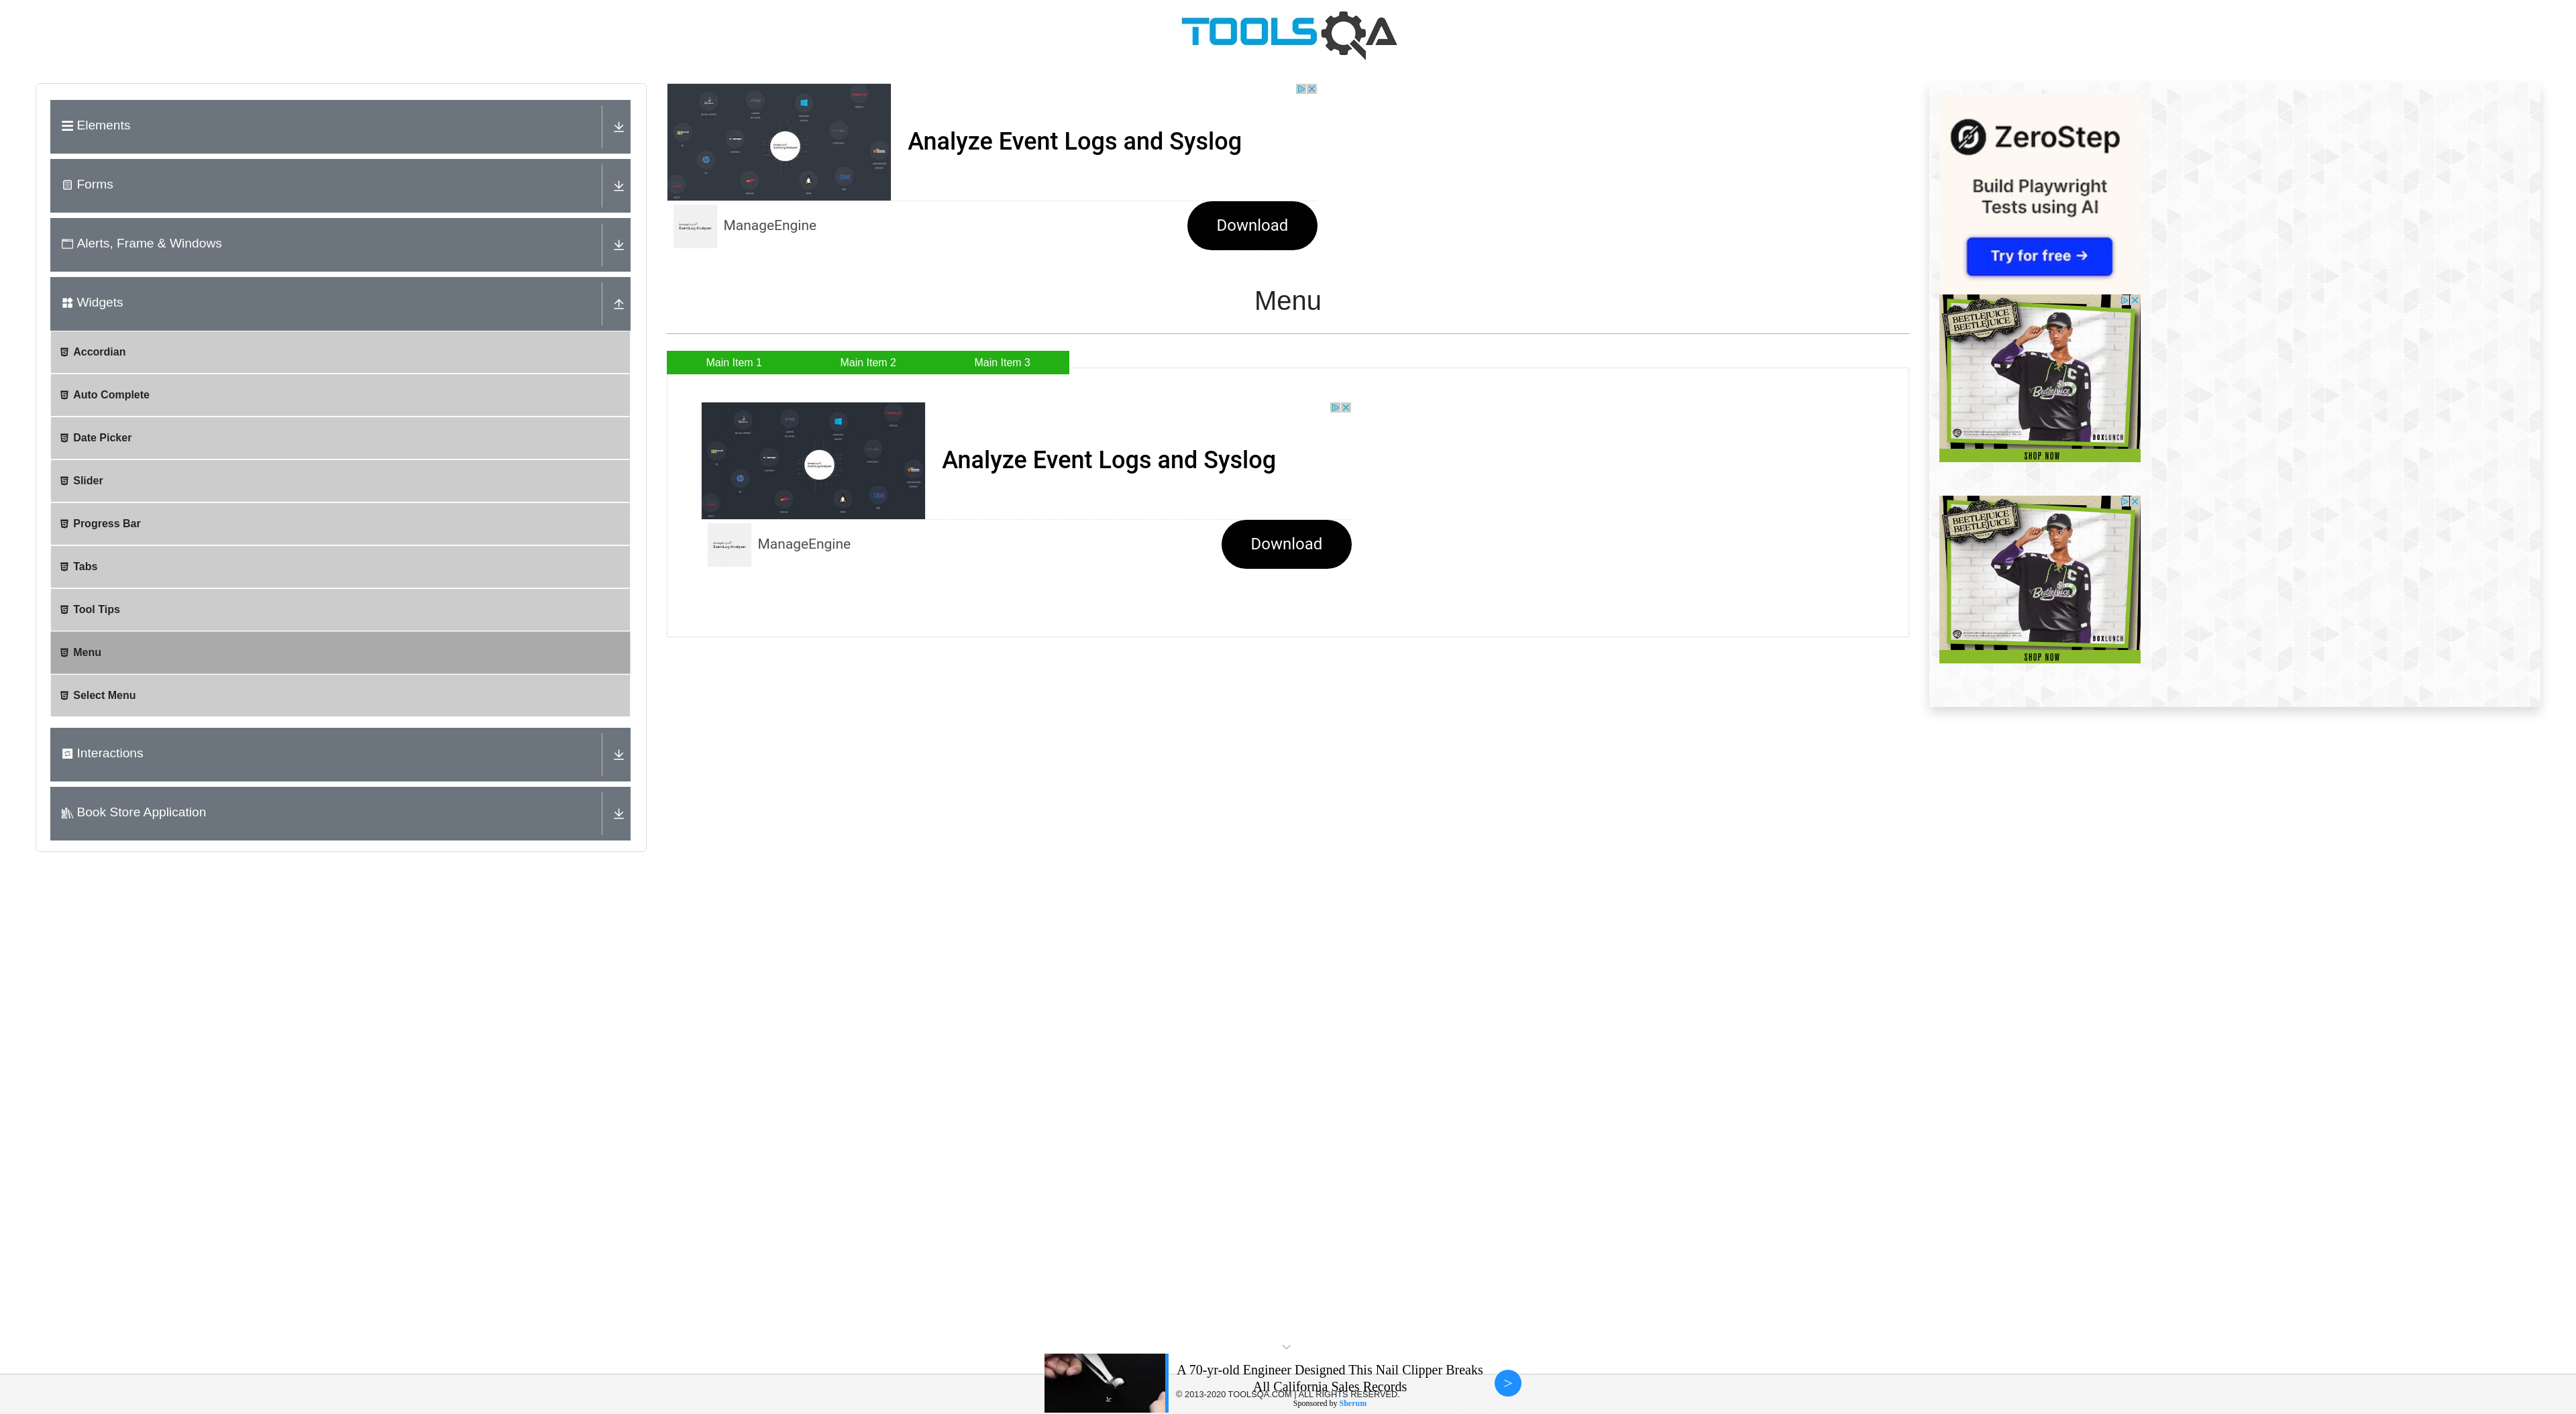 TOOLSQA
Elements
Forms
Alerts, Frame & Windows
Widgets
Accordian
Auto Complete
Date Picker
Slider
Progress Bar
Tabs
Tool Tips
Menu
Select Menu
Interactions
Book Store Application
Analyze Event Logs and Syslog
ManageEngine
Download
Menu
Main Item 1
Main Item 2
Main Item 3
Analyze Event Logs and Syslog
ManageEngine
Download
ZeroStep
Build Playwright
Tests using AI
Try for free →
BEETLEJUICE
BEETLEJUICE
Beetlejuice
BOXLUNCH
SHOP NOW
BEETLEJUICE
BEETLEJUICE
Beetlejuice
BOXLUNCH
SHOP NOW
A 70-yr-old Engineer Designed This Nail Clipper Breaks
All California Sales Records
© 2013-2020 TOOLSQA.COM | ALL RIGHTS RESERVED.
Sponsored by Sherum
>